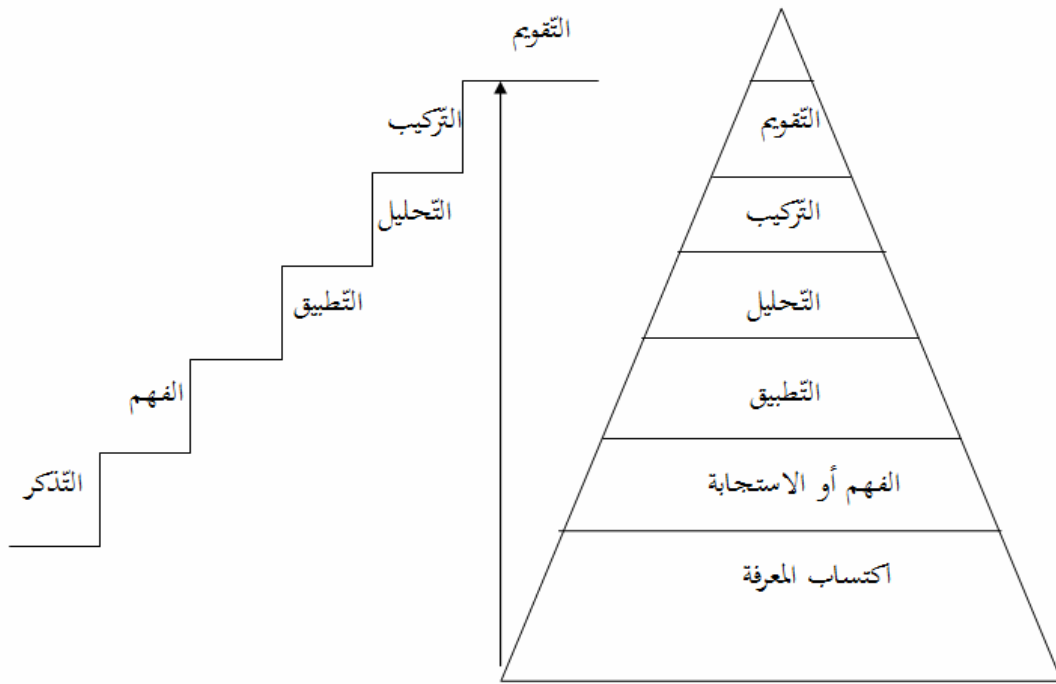 التّقويم
التّركيب
التّحليل
التّطبيق
الفهم
التّذكر
التّقويم
التّركيب
التّحليل
التّطبيق
الفهم أو الاستجابة
اكتساب المعرفة